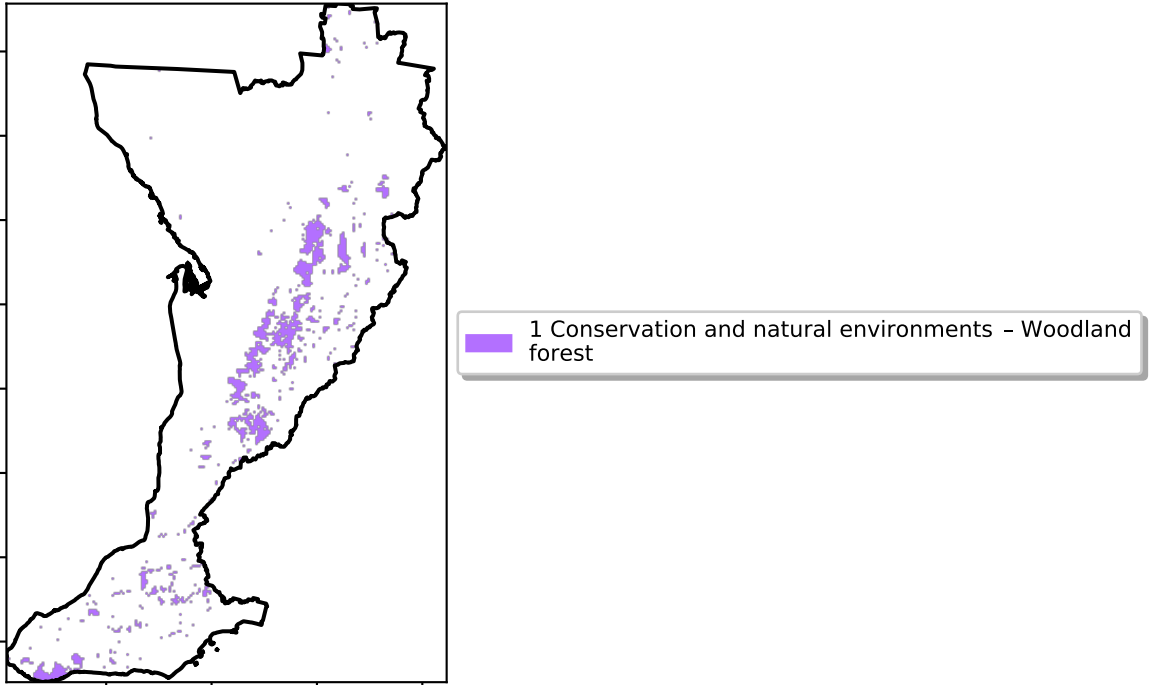 1 Conservation and natural environments – Woodland
forest